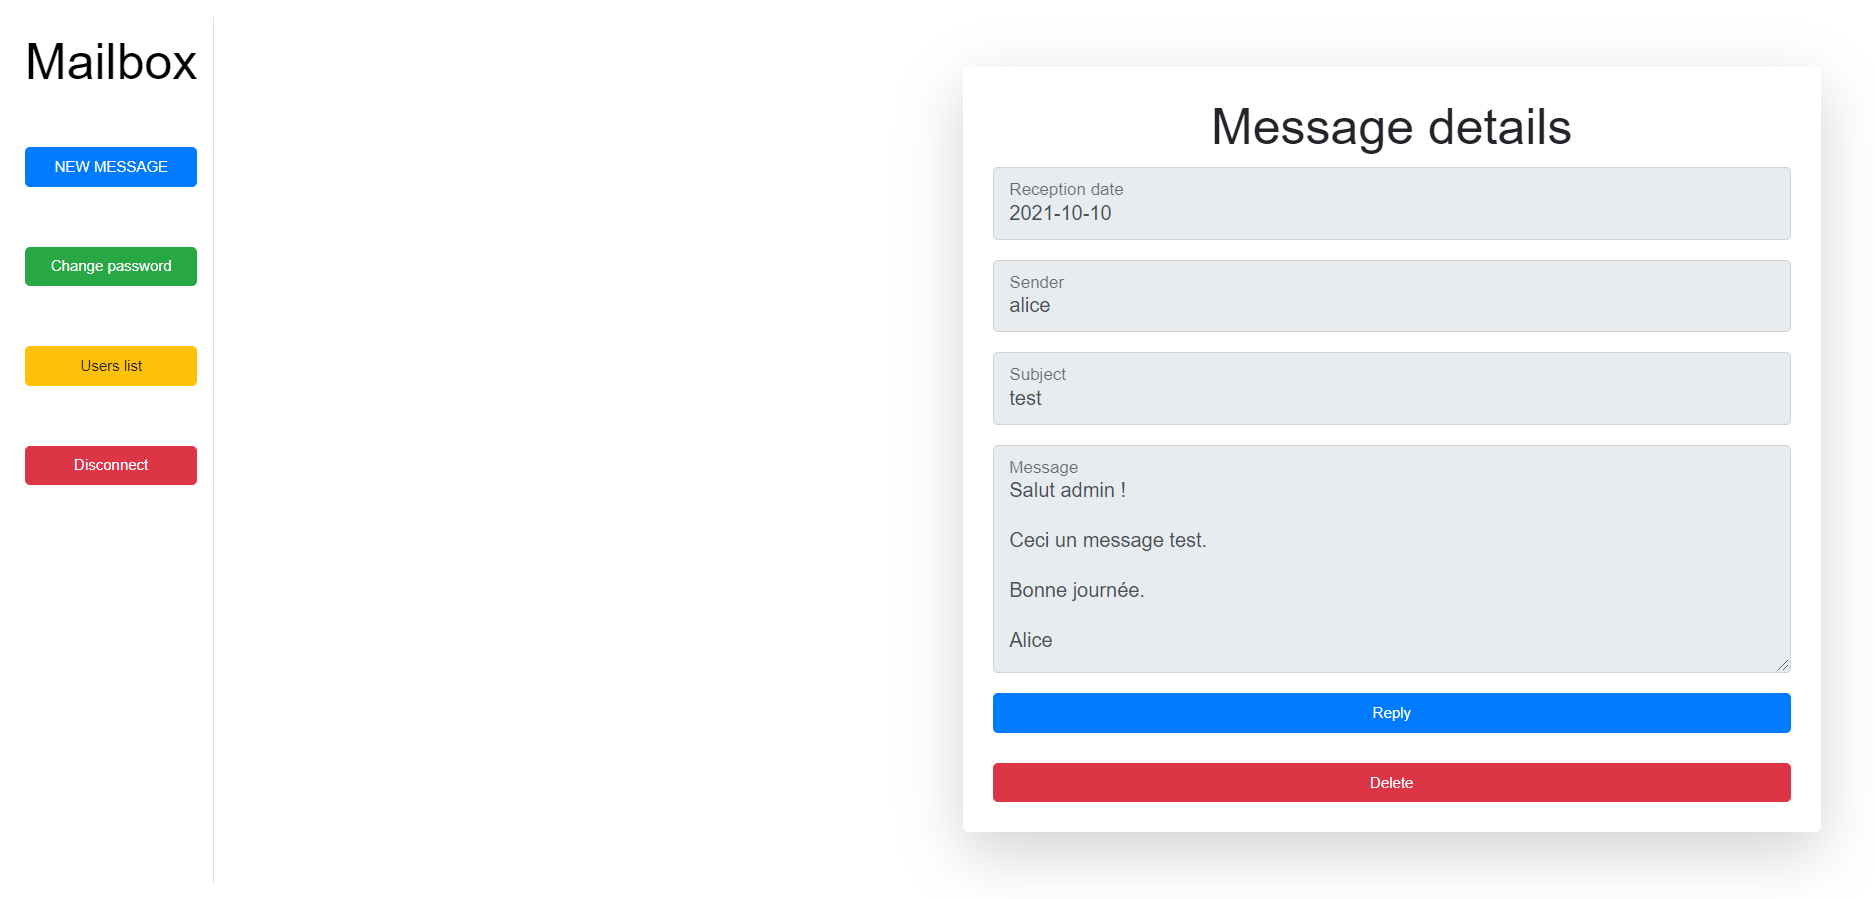 Mailbox
NEW MESSAGE
Change password
Users list
Disconnect
Message details
Reception date
2021-10-10
Sender
alice
Subject
test
Message
Salut admin !
Ceci un message test.
Bonne journée.
Alice
Reply
Delete